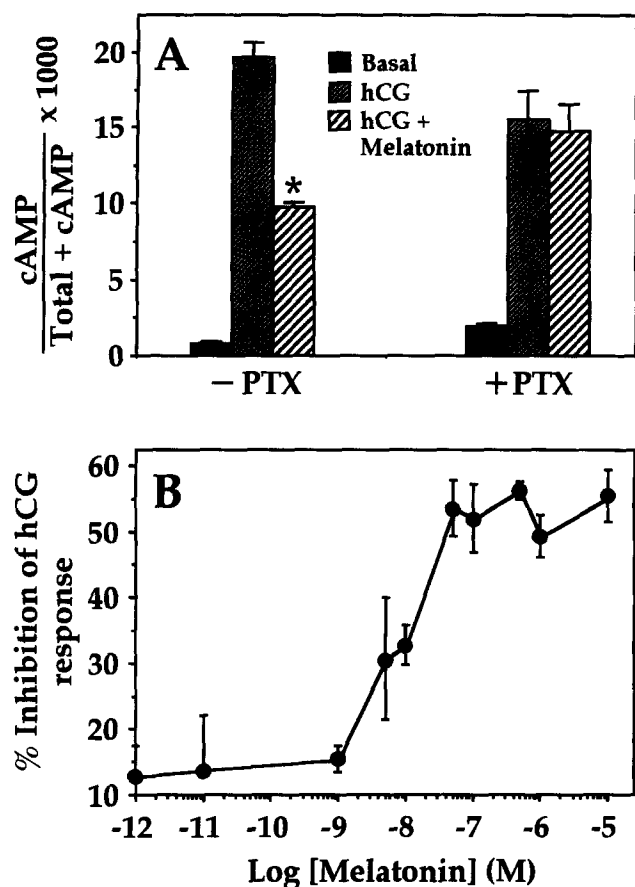 A
cAMP
Total + cAMP
x 1000
20
15
10
5
0
Basal
hCG
hCG +
Melatonin
*
− PTX
+ PTX
B
% Inhibition of hCG
response
60
50
40
30
20
10
-12 -11 -10 -9 -8 -7 -6 -5
Log [Melatonin] (M)